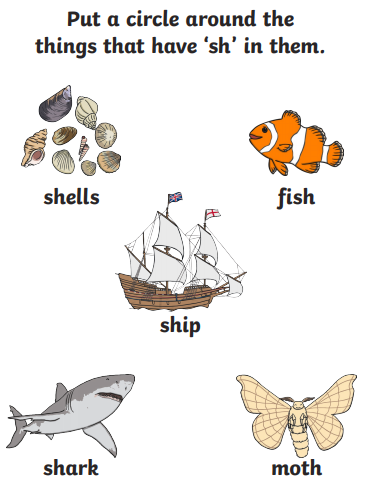 Put a circle around the
things that have ‘sh’ in them.
shells
fish
ship
shark
moth